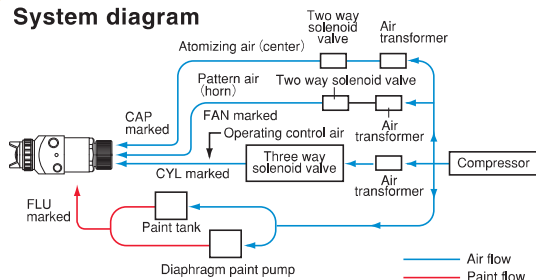 System diagram
Two way
solenoid
valve
Air
transformer
Atomizing air (center)
Pattern air
(horn)
Two way solenoid valve
CAP
marked
FAN marked
Air
transformer
Operating control air
Three way
solenoid valve
Compressor
CYL marked
Air
transformer
FLU
marked
Paint tank
Diaphragm paint pump
Air flow
Paint flow